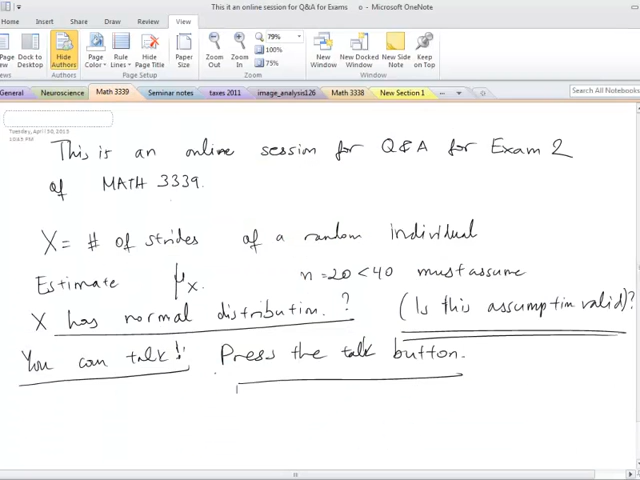 This it an online session for Q&A for Exams o - Microsoft OneNote
Home Insert Share Draw Review View
Page View Dock to Desktop Hide Authors Page Color Rule Lines Paper Size Zoom Out Zoom In 79% 100% 75% New Window New Docked Window New Side Note Keep on Top
Views Authors Page Setup Zoom Window
General Neuroscience Math 3339 Seminar notes taxes 2011 image_analysis126 Math 3338 New Section 1 Search All Notebooks
Tuesday, April 30, 2013
This is an online session for Q&A for Exam 2
of MATH 3339.
X = # of strides of a random individual
Estimate μX. n = 20 < 40 must assume
X has normal distribution. ? (Is this assumption valid)?
You can talk!! Press the talk button.